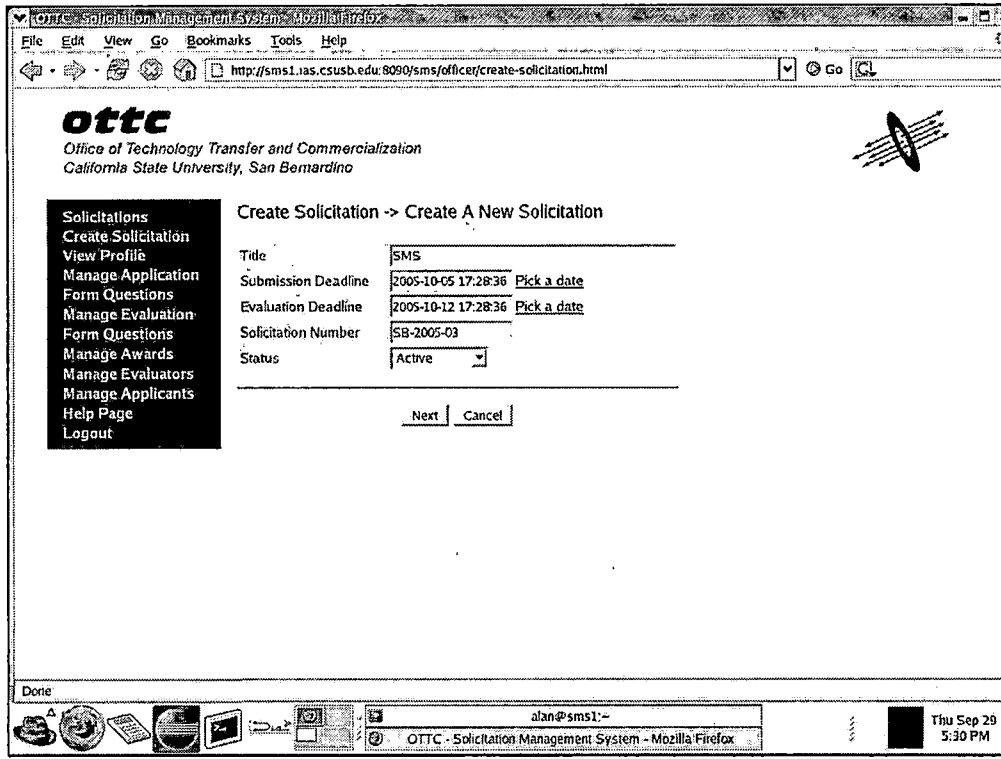 OTTC - Solicitation Management System - Mozilla Firefox
File Edit View Go Bookmarks Tools Help
http://sms1.ias.csusb.edu:8090/sms/officer/create-solicitation.html Go
ottc
Office of Technology Transfer and Commercialization
California State University, San Bernardino
Solicitations
Create Solicitation
View Profile
Manage Application
Form Questions
Manage Evaluation
Form Questions
Manage Awards
Manage Evaluators
Manage Applicants
Help Page
Logout
Create Solicitation -> Create A New Solicitation
Title SMS
Submission Deadline 2005-10-05 17:28:36 Pick a date
Evaluation Deadline 2005-10-12 17:28:36 Pick a date
Solicitation Number SB-2005-03
Status Active
Next Cancel
Done
alan@sms1:~
OTTC - Solicitation Management System - Mozilla Firefox
Thu Sep 29
5:30 PM